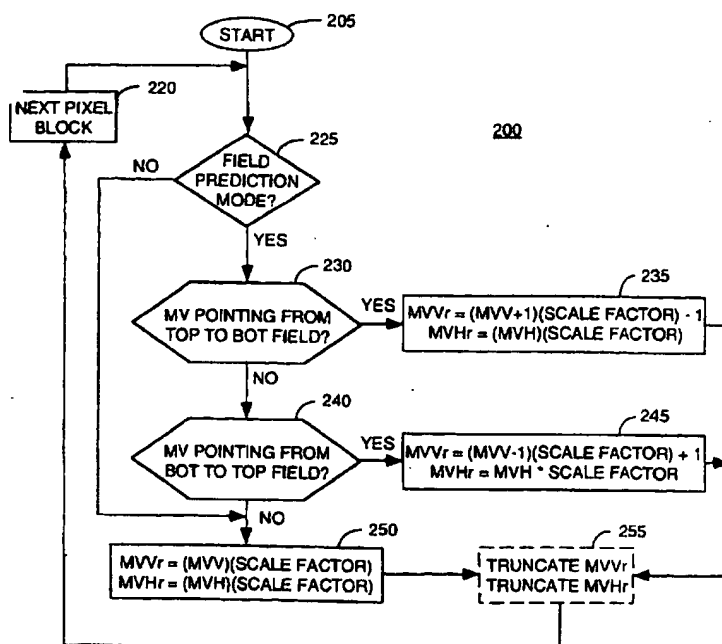 START
205
220
NEXT PIXEL
BLOCK
200
225
FIELD
PREDICTION
MODE?
NO
YES
230
MV POINTING FROM
TOP TO BOT FIELD?
YES
235
MVVr = (MVV+1)(SCALE FACTOR) - 1
MVHr = (MVH)(SCALE FACTOR)
NO
240
MV POINTING FROM
BOT TO TOP FIELD?
YES
245
MVVr = (MVV-1)(SCALE FACTOR) + 1
MVHr = MVH * SCALE FACTOR
NO
250
MVVr = (MVV)(SCALE FACTOR)
MVHr = (MVH)(SCALE FACTOR)
255
TRUNCATE MVVr
TRUNCATE MVHr